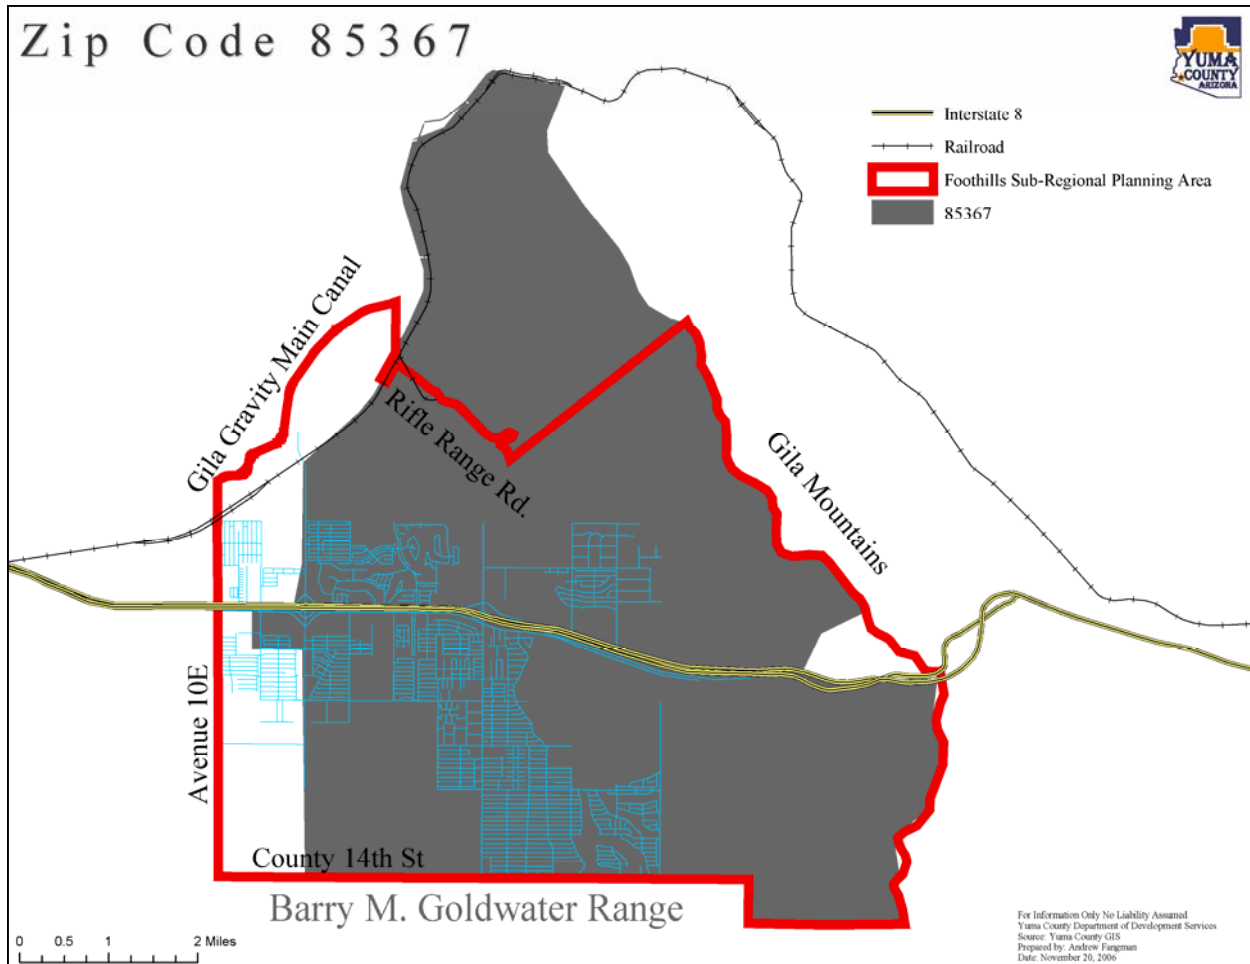 Zip Code 85367
YUMA
COUNTY
ARIZONA
Interstate 8
Railroad
Foothills Sub-Regional Planning Area
85367
Gila Gravity Main Canal
Rifle Range Rd.
Gila Mountains
Avenue 10E
County 14th St
Barry M. Goldwater Range
0 0.5 1 2 Miles
For Information Only No Liability Assumed
Yuma County Department of Development Services
Source: Yuma County GIS
Prepared by: Andrew Fangman
Date: November 20, 2006